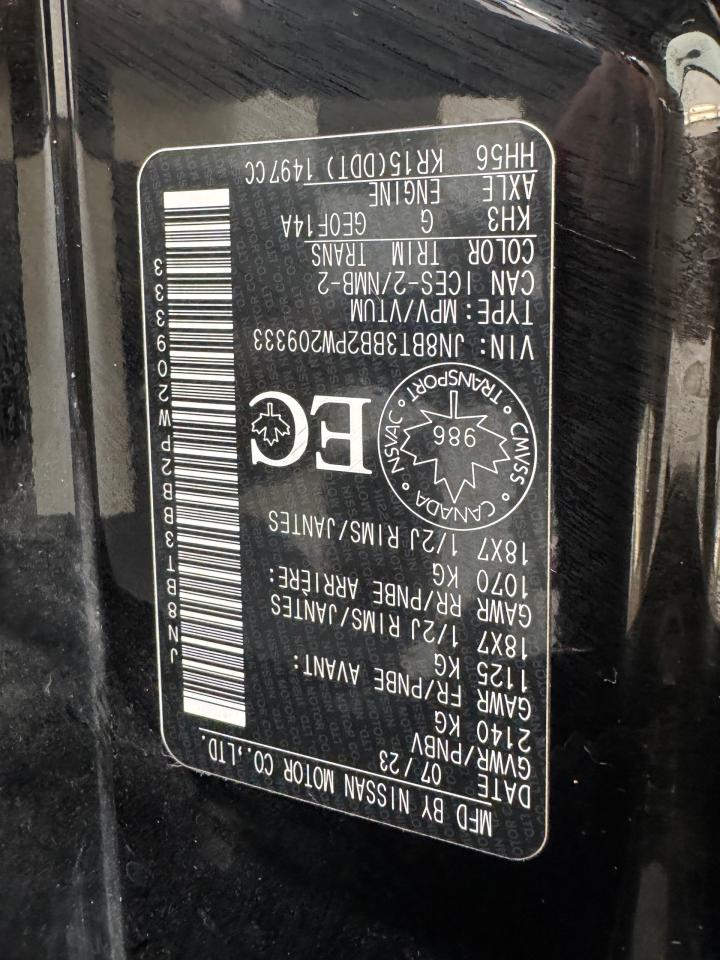 MFD BY NISSAN MOTOR CO.,LTD.
DATE 07/23
GVWR/PNBV
2140 KG
GAWR FR/PNBE AVANT:
1125 KG
18X7 1/2J RIMS/JANTES
GAWR RR/PNBE ARRIÈRE:
1070 KG
18X7 1/2J RIMS/JANTES
CANADA • CMVSS • TRANSPORT • NSVAC •
986
EC
VIN: JN8BT3BB2PW209333
TYPE: MPV/VTUM
CAN ICES-2/NMB-2
COLOR TRIM TRANS
KH3 G GE0F14A
AXLE ENGINE
HH56 KR15(DDT) 1497CC
JN8BT3BB2PW209333